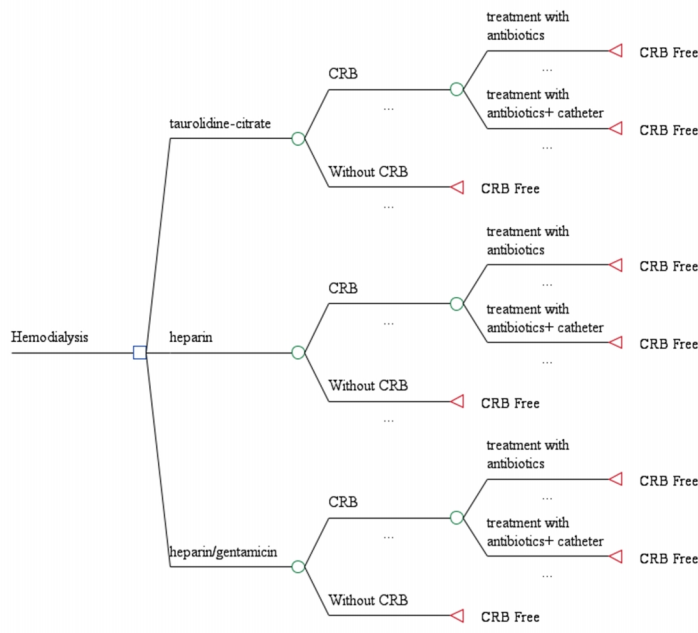 treatment with
antibiotics
CRB Free
...
CRB
treatment with
antibiotics+ catheter
CRB Free
...
...
taurolidine-citrate
Without CRB
CRB Free
...
treatment with
antibiotics
CRB Free
...
CRB
treatment with
antibiotics+ catheter
CRB Free
...
...
Hemodialysis
heparin
Without CRB
CRB Free
...
treatment with
antibiotics
CRB Free
...
CRB
treatment with
antibiotics+ catheter
CRB Free
...
...
heparin/gentamicin
Without CRB
CRB Free